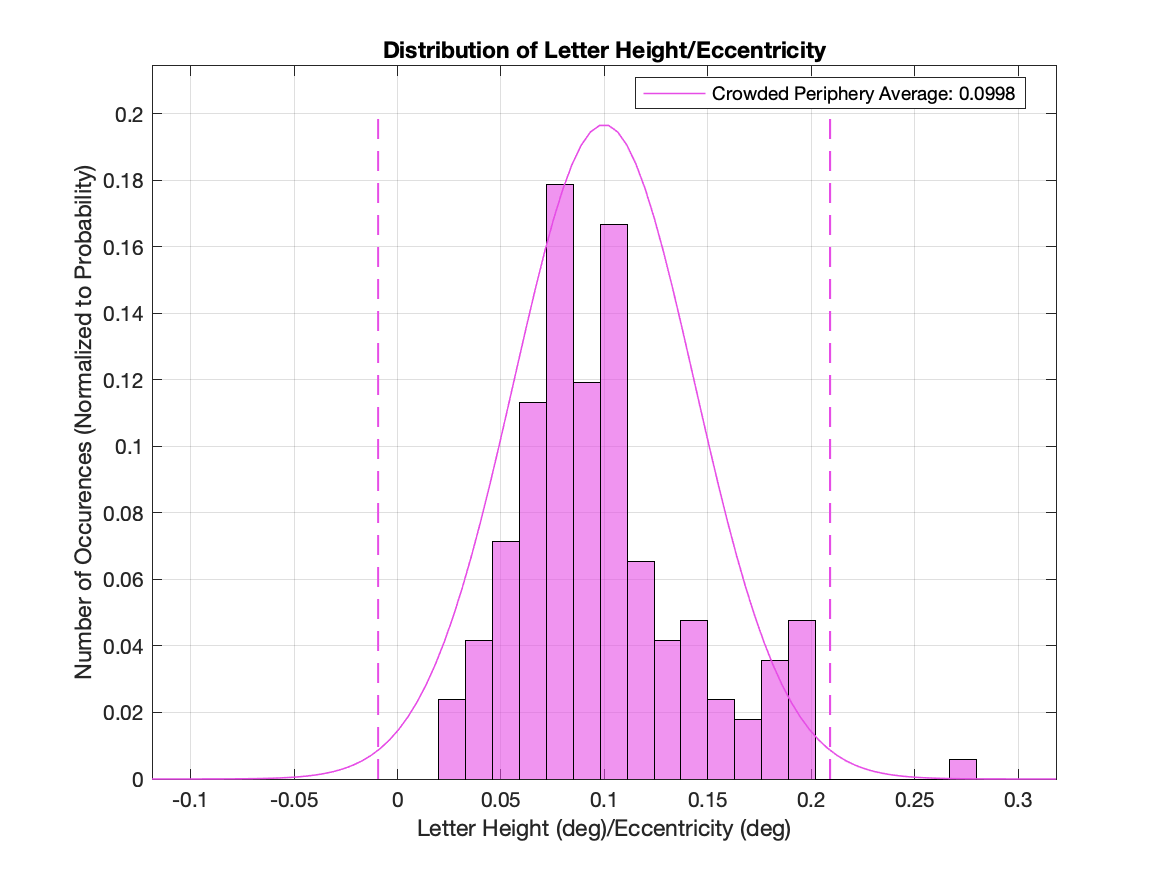 Distribution of Letter Height/Eccentricity
Crowded Periphery Average: 0.0998
Number of Occurences (Normalized to Probability)
0.2
0.18
0.16
0.14
0.12
0.1
0.08
0.06
0.04
0.02
0
-0.1 -0.05 0 0.05 0.1 0.15 0.2 0.25 0.3
Letter Height (deg)/Eccentricity (deg)